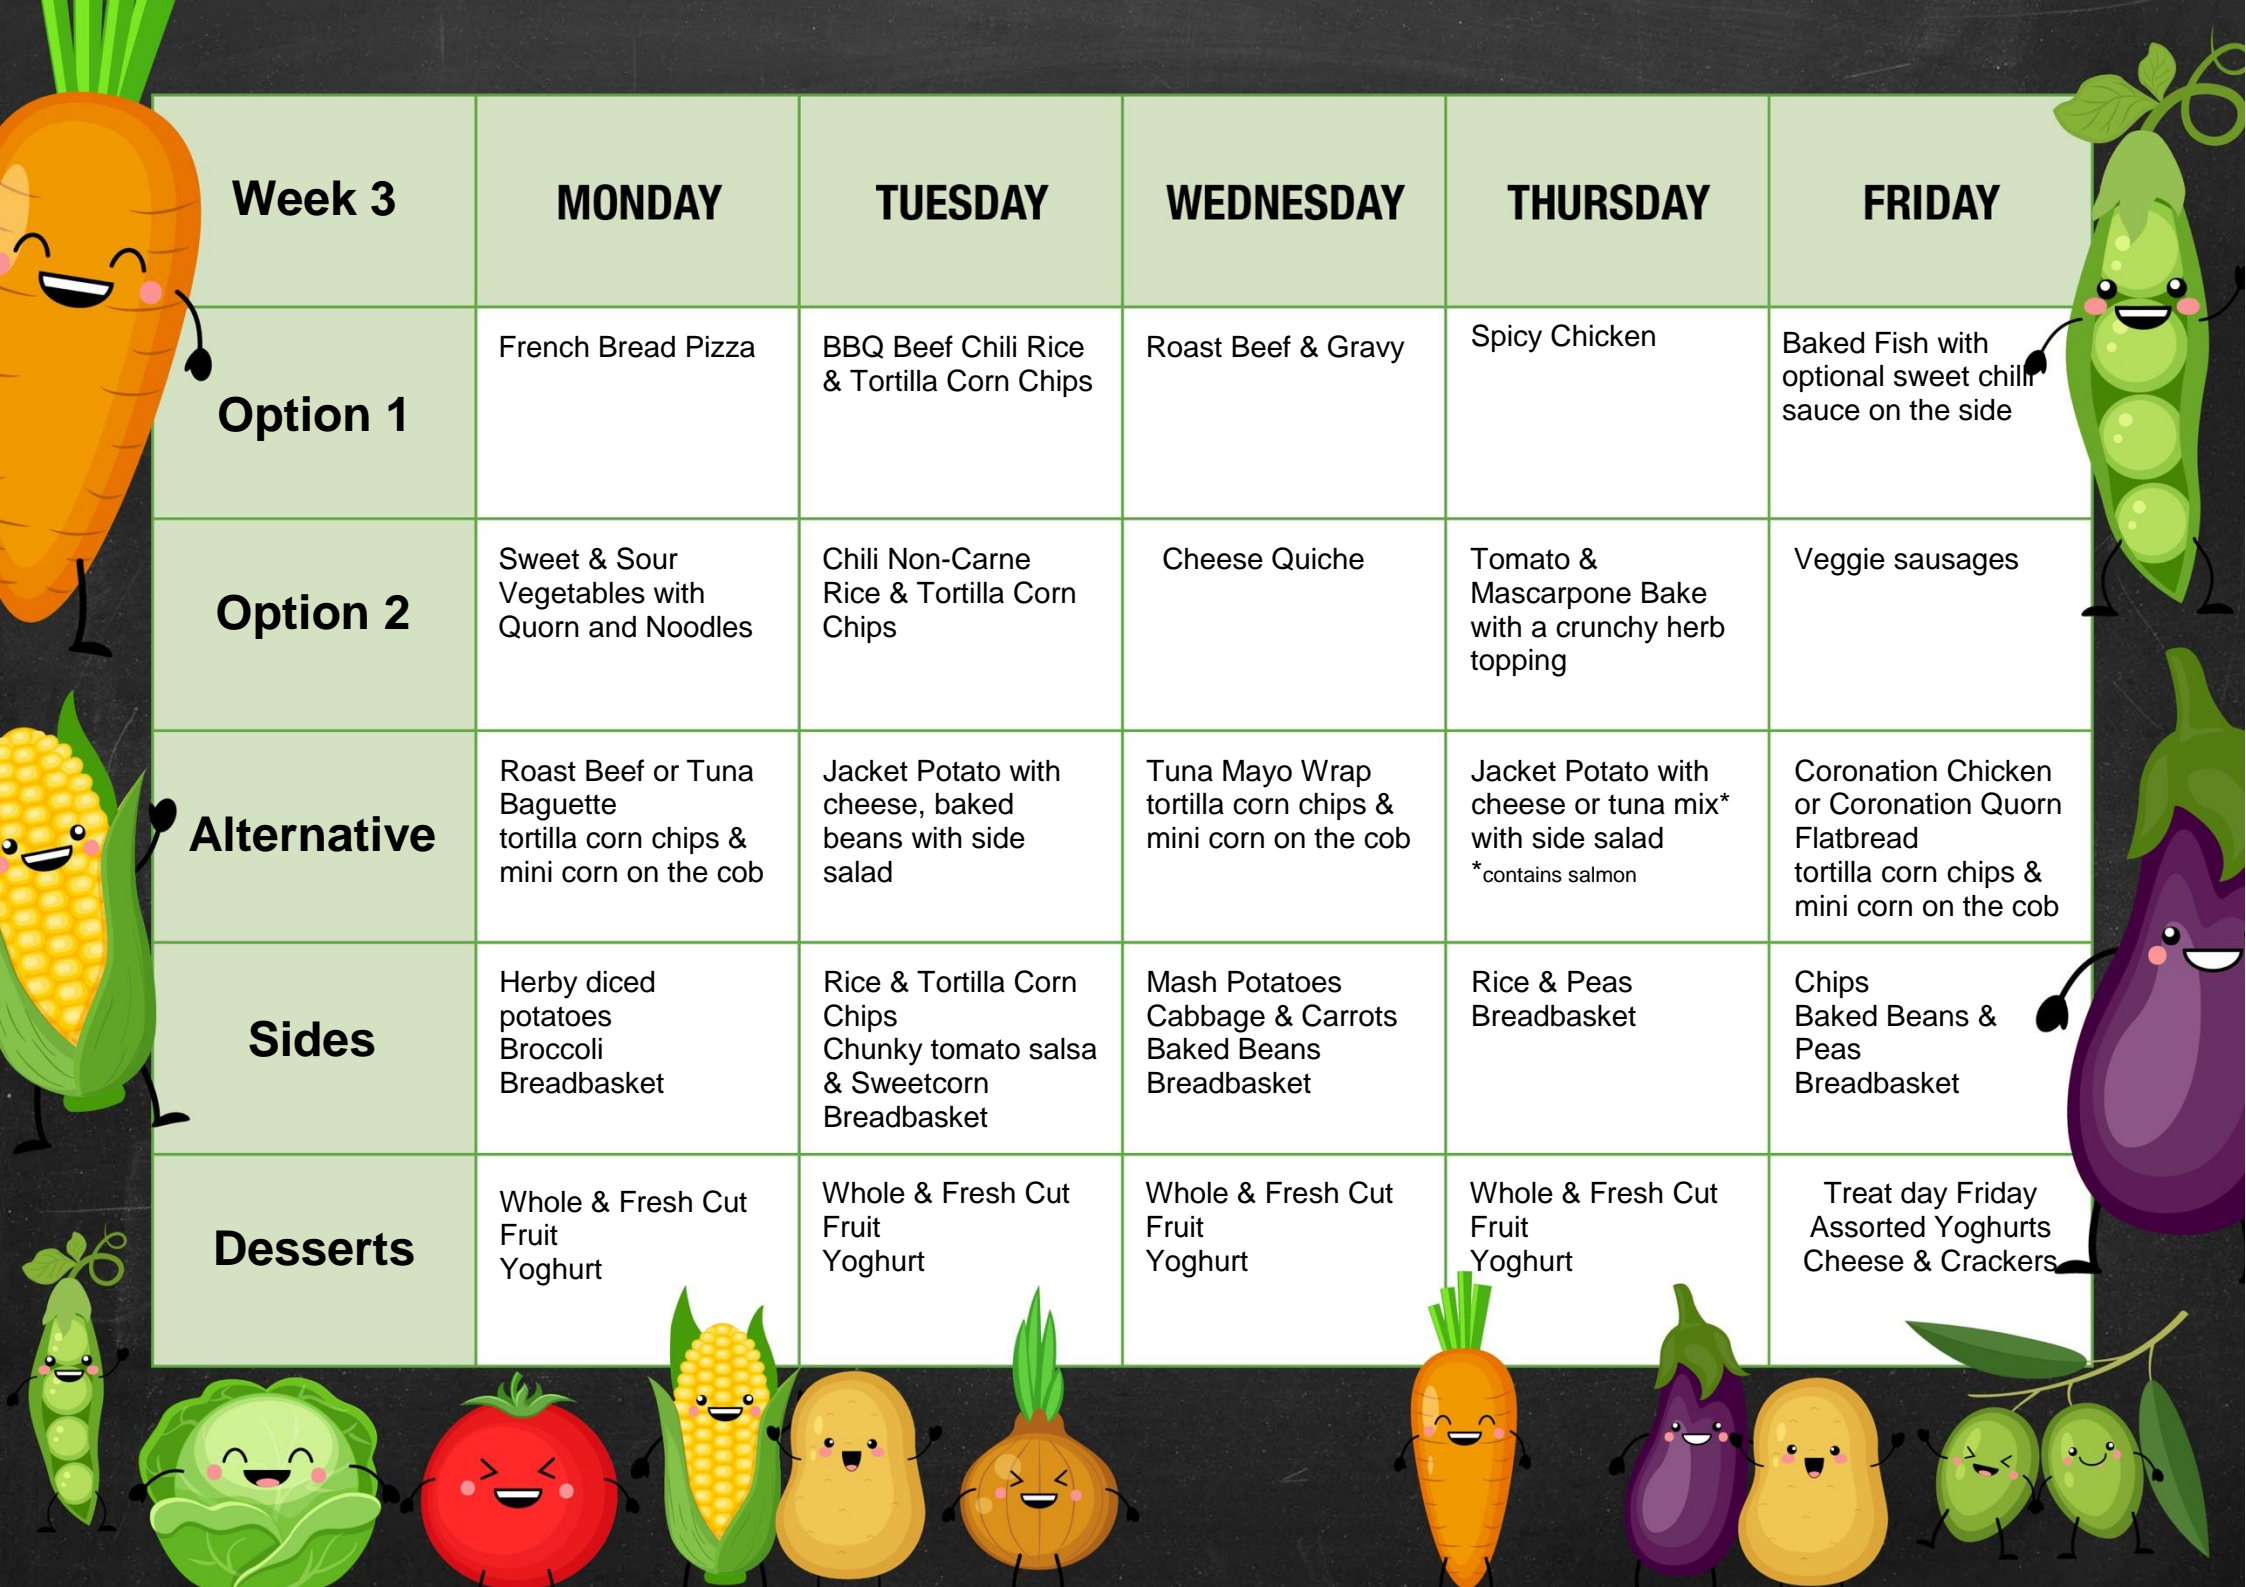 Week 3
MONDAY
TUESDAY
WEDNESDAY
THURSDAY
FRIDAY
Option 1
French Bread Pizza
BBQ Beef Chili Rice
& Tortilla Corn Chips
Roast Beef & Gravy
Spicy Chicken
Baked Fish with
optional sweet chilli
sauce on the side
Option 2
Sweet & Sour
Vegetables with
Quorn and Noodles
Chili Non-Carne
Rice & Tortilla Corn
Chips
Cheese Quiche
Tomato &
Mascarpone Bake
with a crunchy herb
topping
Veggie sausages
Alternative
Roast Beef or Tuna
Baguette
tortilla corn chips &
mini corn on the cob
Jacket Potato with
cheese, baked
beans with side
salad
Tuna Mayo Wrap
tortilla corn chips &
mini corn on the cob
Jacket Potato with
cheese or tuna mix*
with side salad
*contains salmon
Coronation Chicken
or Coronation Quorn
Flatbread
tortilla corn chips &
mini corn on the cob
Sides
Herby diced
potatoes
Broccoli
Breadbasket
Rice & Tortilla Corn
Chips
Chunky tomato salsa
& Sweetcorn
Breadbasket
Mash Potatoes
Cabbage & Carrots
Baked Beans
Breadbasket
Rice & Peas
Breadbasket
Chips
Baked Beans &
Peas
Breadbasket
Desserts
Whole & Fresh Cut
Fruit
Yoghurt
Whole & Fresh Cut
Fruit
Yoghurt
Whole & Fresh Cut
Fruit
Yoghurt
Whole & Fresh Cut
Fruit
Yoghurt
Treat day Friday
Assorted Yoghurts
Cheese & Crackers